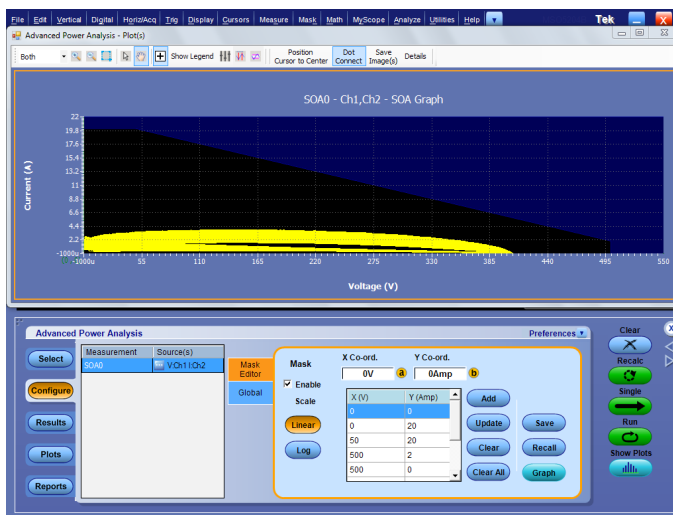 File Edit Vertical Digital Horiz/Acq Trig Display Cursors Measure Mask Math MyScope Analyze Utilities Help Tek X
Advanced Power Analysis - Plot(s)
Both Show Legend Position Cursor to Center Dot Connect Save Image(s) Details
SOA0 - Ch1,Ch2 - SOA Graph
Current (A)
22
19.8
17.6
15.4
13.2
11
8.8
6.6
4.4
2.2
-1000u
-1000u 55 110 165 220 275 330 385 440 495 550
Voltage (V)
Advanced Power Analysis Preferences
Select
Configure
Results
Plots
Reports
Measurement Source(s)
SOA0 V:Ch1 I:Ch2
Mask Editor
Global
Mask
Enable
Scale
Linear
Log
X Co-ord. Y Co-ord.
0V a 0Amp b
X (V) Y (Amp)
0 0
0 20
50 20
500 2
500 0
Add
Update
Clear
Clear All
Save
Recall
Graph
Clear
Recalc
Single
Run
Show Plots
X